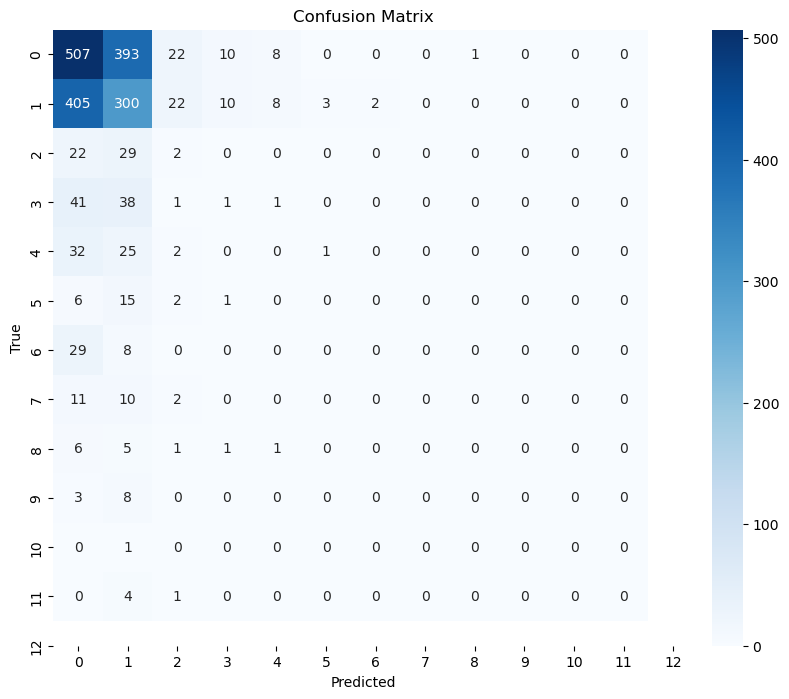 Confusion Matrix
0 507 393 22 10 8 0 0 0 1 0 0 0
1 405 300 22 10 8 3 2 0 0 0 0 0
2 22 29 2 0 0 0 0 0 0 0 0 0
3 41 38 1 1 1 0 0 0 0 0 0 0
4 32 25 2 0 0 1 0 0 0 0 0 0
5 6 15 2 1 0 0 0 0 0 0 0 0
6 29 8 0 0 0 0 0 0 0 0 0 0
7 11 10 2 0 0 0 0 0 0 0 0 0
8 6 5 1 1 1 0 0 0 0 0 0 0
9 3 8 0 0 0 0 0 0 0 0 0 0
10 0 1 0 0 0 0 0 0 0 0 0 0
11 0 4 1 0 0 0 0 0 0 0 0 0
12
0 1 2 3 4 5 6 7 8 9 10 11 12
Predicted
True
500
400
300
200
100
0